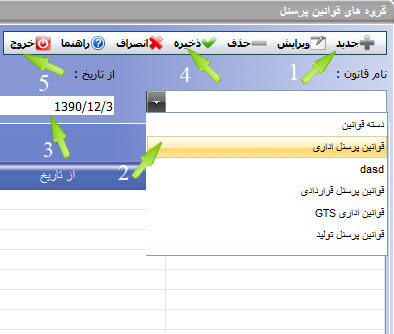 گروه های قوانین پرسنل
جدید ویرایش حذف ذخیره انصراف راهنما خروج
1 4 5
نام قانون : از تاریخ :
1390/12/3
دسته قوانین
قوانین پرسنل اداری
2 3
dasd
از تاریخ
قوانین پرسنل قراردادی
قوانین اداری GTS
قوانین پرسنل تولید